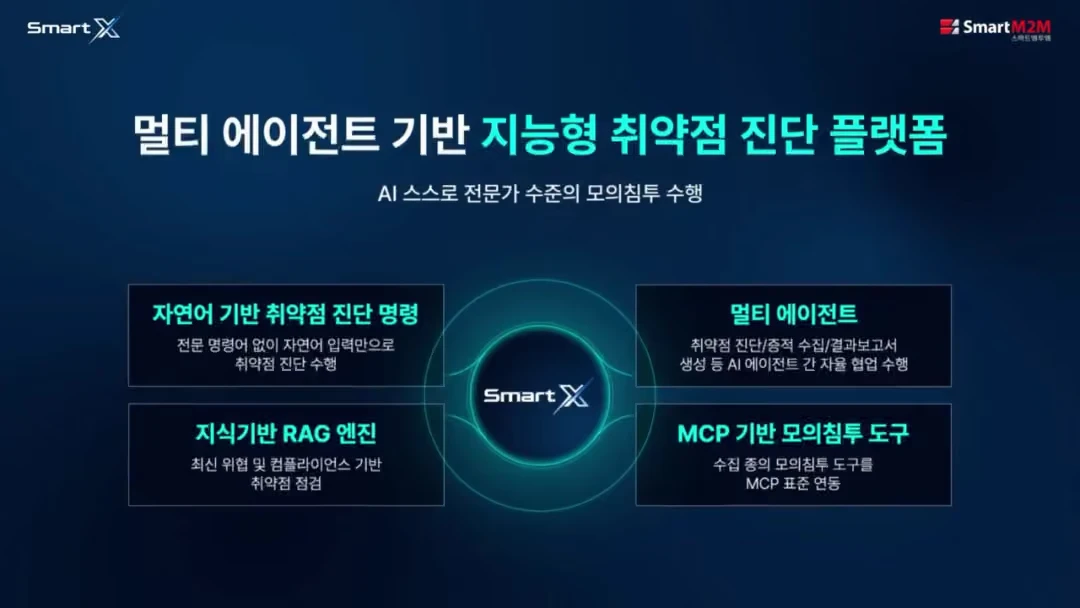 SmartX
SmartM2M
스마트엠투엠
멀티 에이전트 기반 지능형 취약점 진단 플랫폼
AI 스스로 전문가 수준의 모의침투 수행
자연어 기반 취약점 진단 명령
전문 명령어 없이 자연어 입력만으로
취약점 진단 수행
멀티 에이전트
취약점 진단/증적 수집/결과보고서
생성 등 AI 에이전트 간 자율 협업 수행
SmartX
지식기반 RAG 엔진
최신 위협 및 컴플라이언스 기반
취약점 점검
MCP 기반 모의침투 도구
수집 종의 모의침투 도구를
MCP 표준 연동